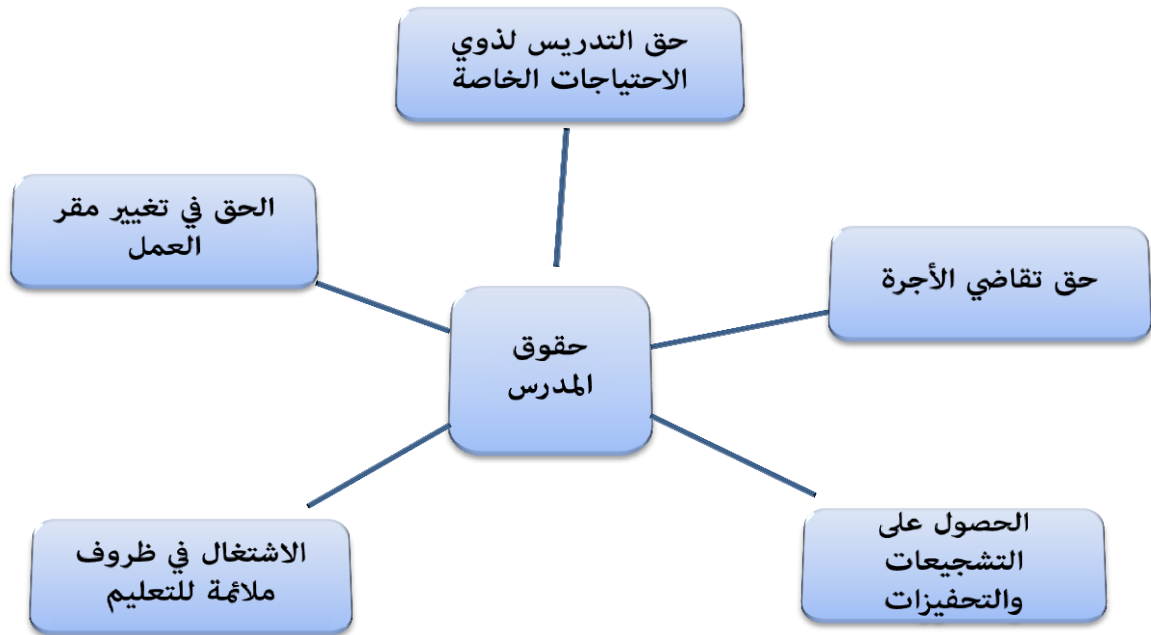 حق التدريس لذوي
الاحتياجات الخاصة
الحق في تغيير مقر
العمل
حق تقاضي الأجرة
حقوق
المدرس
الاشتغال في ظروف
ملائمة للتعليم
الحصول على
التشجيعات
والتحفيزات